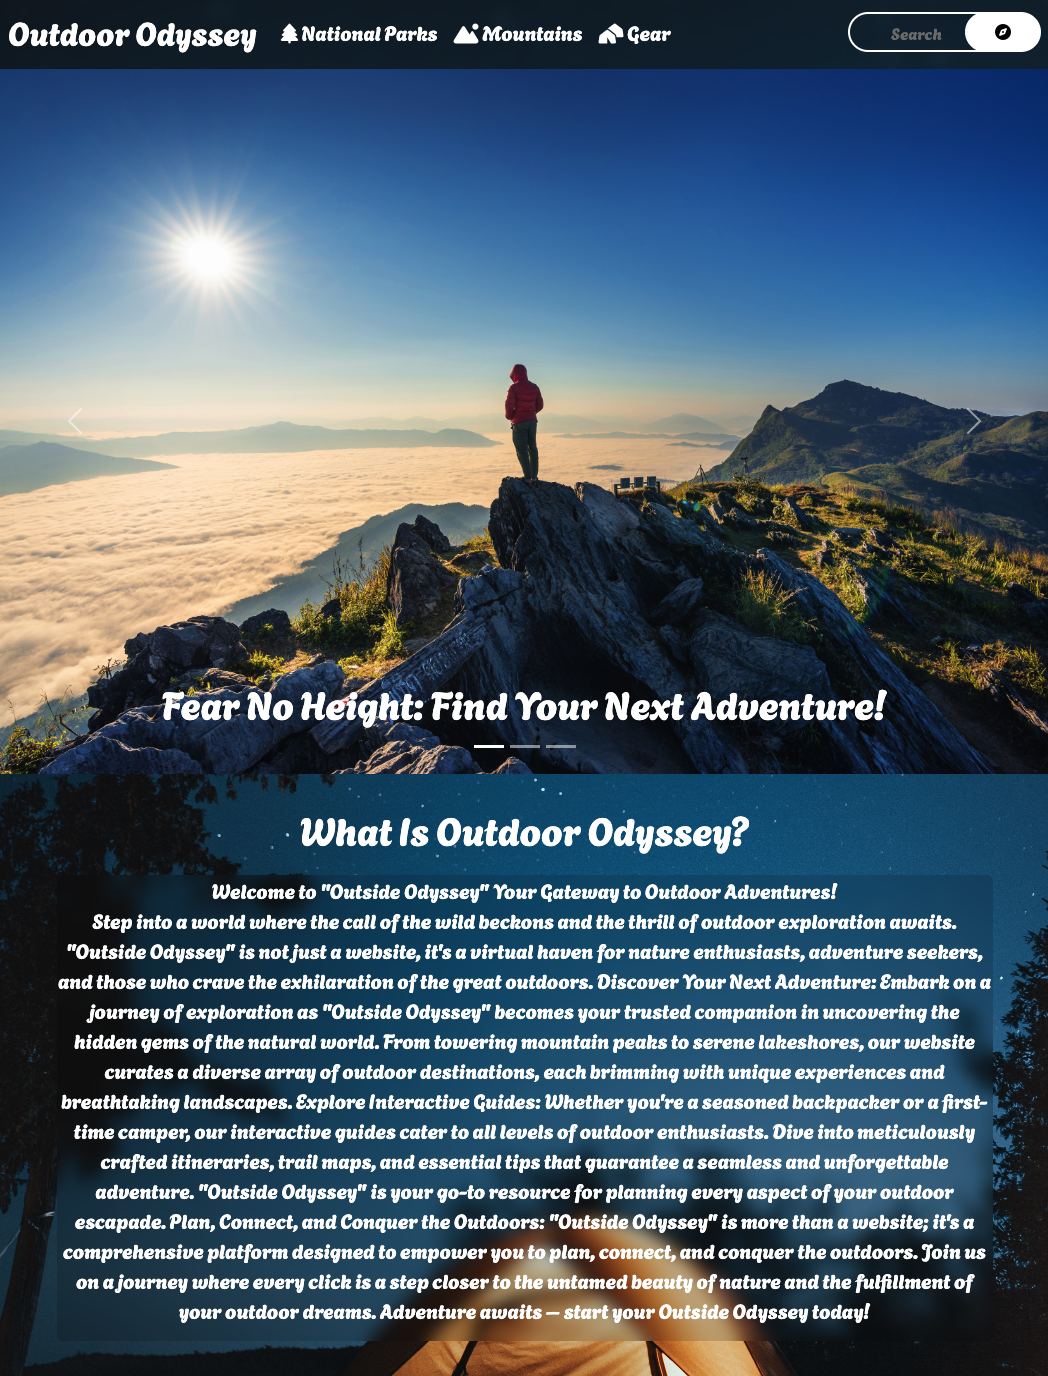 Outdoor Odyssey National Parks Mountains Gear Search
Fear No Height: Find Your Next Adventure!
What Is Outdoor Odyssey?
Welcome to "Outside Odyssey" Your Gateway to Outdoor Adventures!
Step into a world where the call of the wild beckons and the thrill of outdoor exploration awaits.
"Outside Odyssey" is not just a website, it's a virtual haven for nature enthusiasts, adventure seekers,
and those who crave the exhilaration of the great outdoors. Discover Your Next Adventure: Embark on a
journey of exploration as "Outside Odyssey" becomes your trusted companion in uncovering the
hidden gems of the natural world. From towering mountain peaks to serene lakeshores, our website
curates a diverse array of outdoor destinations, each brimming with unique experiences and
breathtaking landscapes. Explore Interactive Guides: Whether you're a seasoned backpacker or a first-
time camper, our interactive guides cater to all levels of outdoor enthusiasts. Dive into meticulously
crafted itineraries, trail maps, and essential tips that guarantee a seamless and unforgettable
adventure. "Outside Odyssey" is your go-to resource for planning every aspect of your outdoor
escapade. Plan, Connect, and Conquer the Outdoors: "Outside Odyssey" is more than a website; it's a
comprehensive platform designed to empower you to plan, connect, and conquer the outdoors. Join us
on a journey where every click is a step closer to the untamed beauty of nature and the fulfillment of
your outdoor dreams. Adventure awaits – start your Outside Odyssey today!